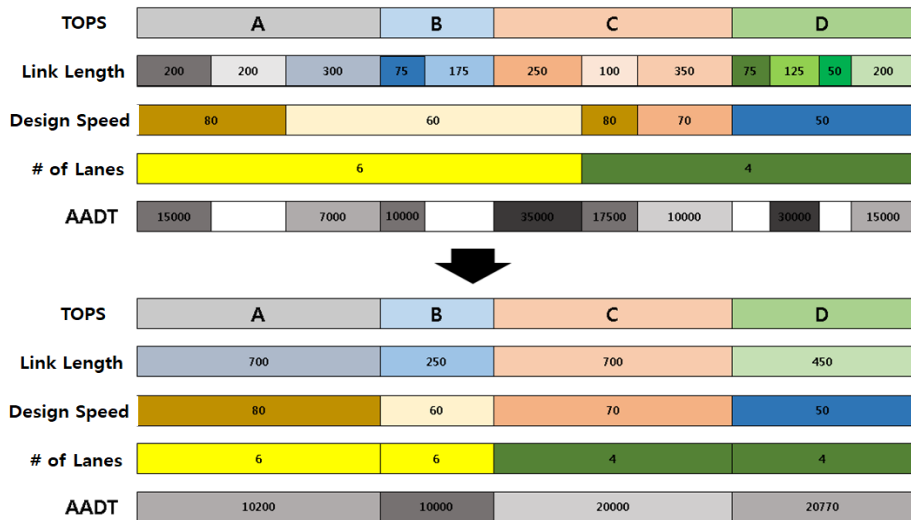 TOPS A B C D
Link Length 200 200 300 75 175 250 100 350 75 125 50 200
Design Speed 80 60 80 70 50
# of Lanes 6 4
AADT 15000 7000 10000 35000 17500 10000 30000 15000
TOPS A B C D
Link Length 700 250 700 450
Design Speed 80 60 70 50
# of Lanes 6 6 4 4
AADT 10200 10000 20000 20770